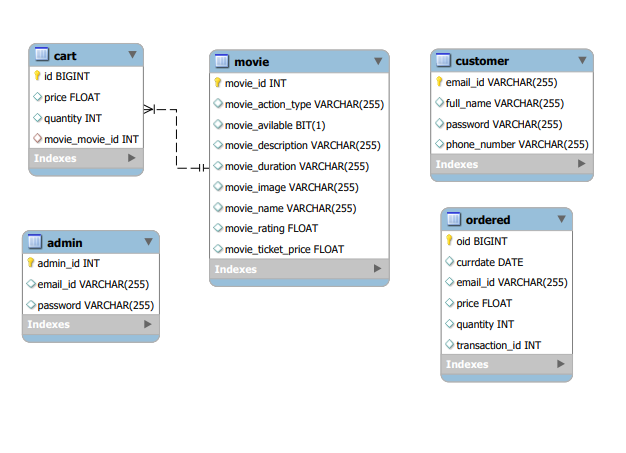 cart
id BIGINT
price FLOAT
quantity INT
movie_movie_id INT
Indexes
movie
movie_id INT
movie_action_type VARCHAR(255)
movie_avilable BIT(1)
movie_description VARCHAR(255)
movie_duration VARCHAR(255)
movie_image VARCHAR(255)
movie_name VARCHAR(255)
movie_rating FLOAT
movie_ticket_price FLOAT
Indexes
customer
email_id VARCHAR(255)
full_name VARCHAR(255)
password VARCHAR(255)
phone_number VARCHAR(255)
Indexes
admin
admin_id INT
email_id VARCHAR(255)
password VARCHAR(255)
Indexes
ordered
oid BIGINT
currdate DATE
email_id VARCHAR(255)
price FLOAT
quantity INT
transaction_id INT
Indexes